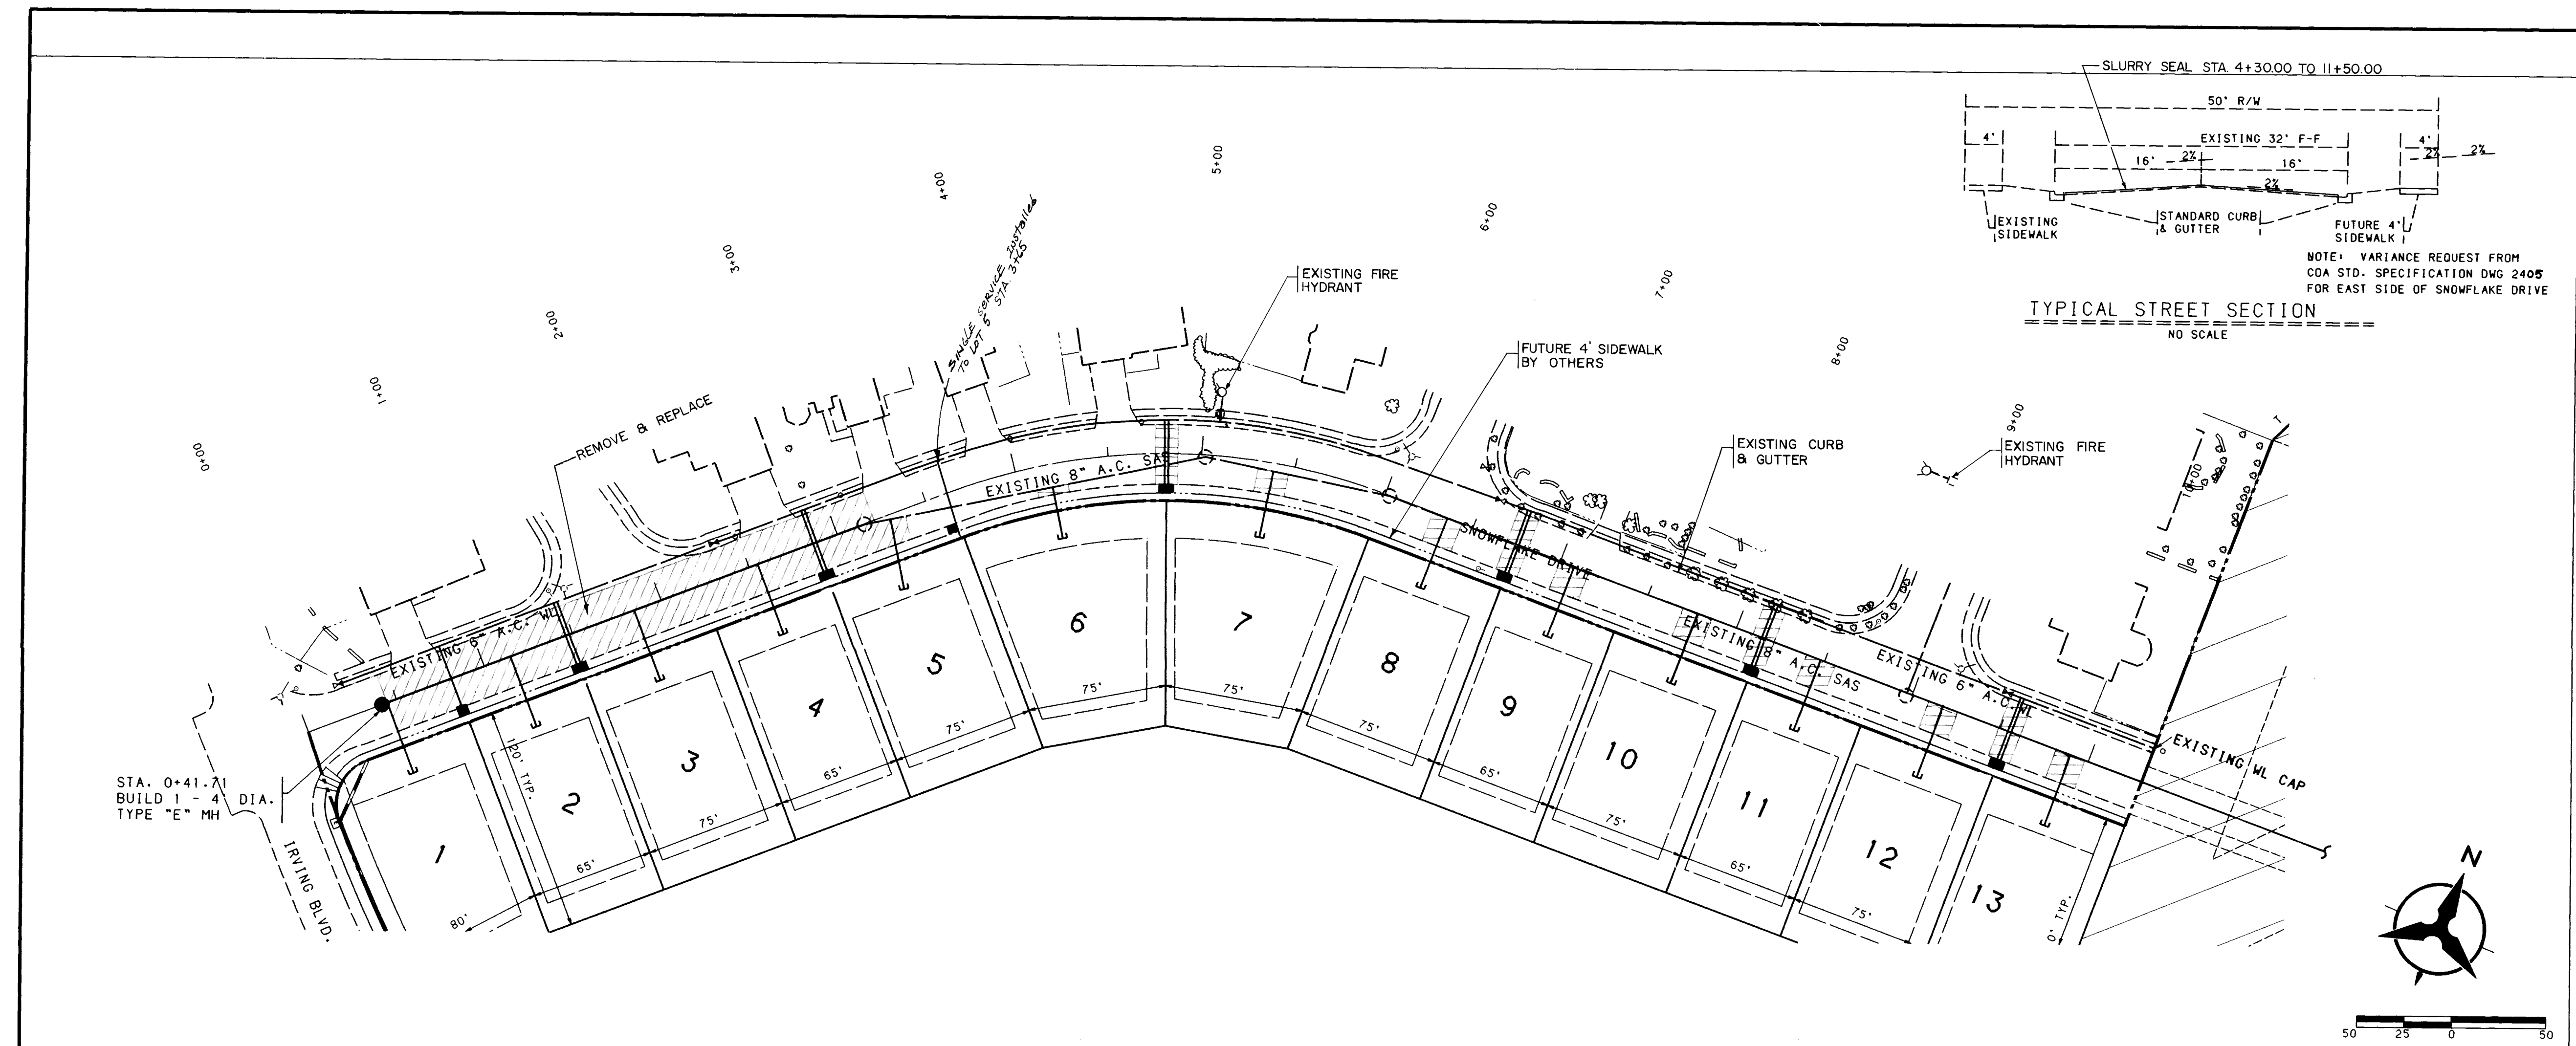 SLURRY SEAL STA. 4+30.00 TO 11+50.00
50' R/W
4'
EXISTING 32' F-F
4'
16'
2%
16'
2%
2%
2%
EXISTING
SIDEWALK
STANDARD CURB
& GUTTER
FUTURE 4'
SIDEWALK
NOTE: VARIANCE REQUEST FROM
COA STD. SPECIFICATION DWG 2405
FOR EAST SIDE OF SNOWFLAKE DRIVE
TYPICAL STREET SECTION
NO SCALE
0+00
1+00
2+00
3+00
4+00
5+00
6+00
7+00
8+00
9+00
10+00
SINGLE SERVICE INSTALLED
TO LOT 5 STA. 3+65
EXISTING FIRE
HYDRANT
FUTURE 4' SIDEWALK
BY OTHERS
REMOVE & REPLACE
EXISTING CURB
& GUTTER
EXISTING FIRE
HYDRANT
EXISTING 8" A.C. SAS
EXISTING 6" A.C. WL
SNOWFLAKE DRIVE
EXISTING 8" A.C. SAS
EXISTING 6" A.C. WL
EXISTING WL CAP
STA. 0+41.71
BUILD 1 - 4' DIA.
TYPE "E" MH
IRVING BLVD.
1
2
3
4
5
6
7
8
9
10
11
12
13
120' TYP.
80'
65'
75'
65'
75'
75'
75'
75'
65'
75'
65'
75'
0' TYP.
N
50 25 0 50